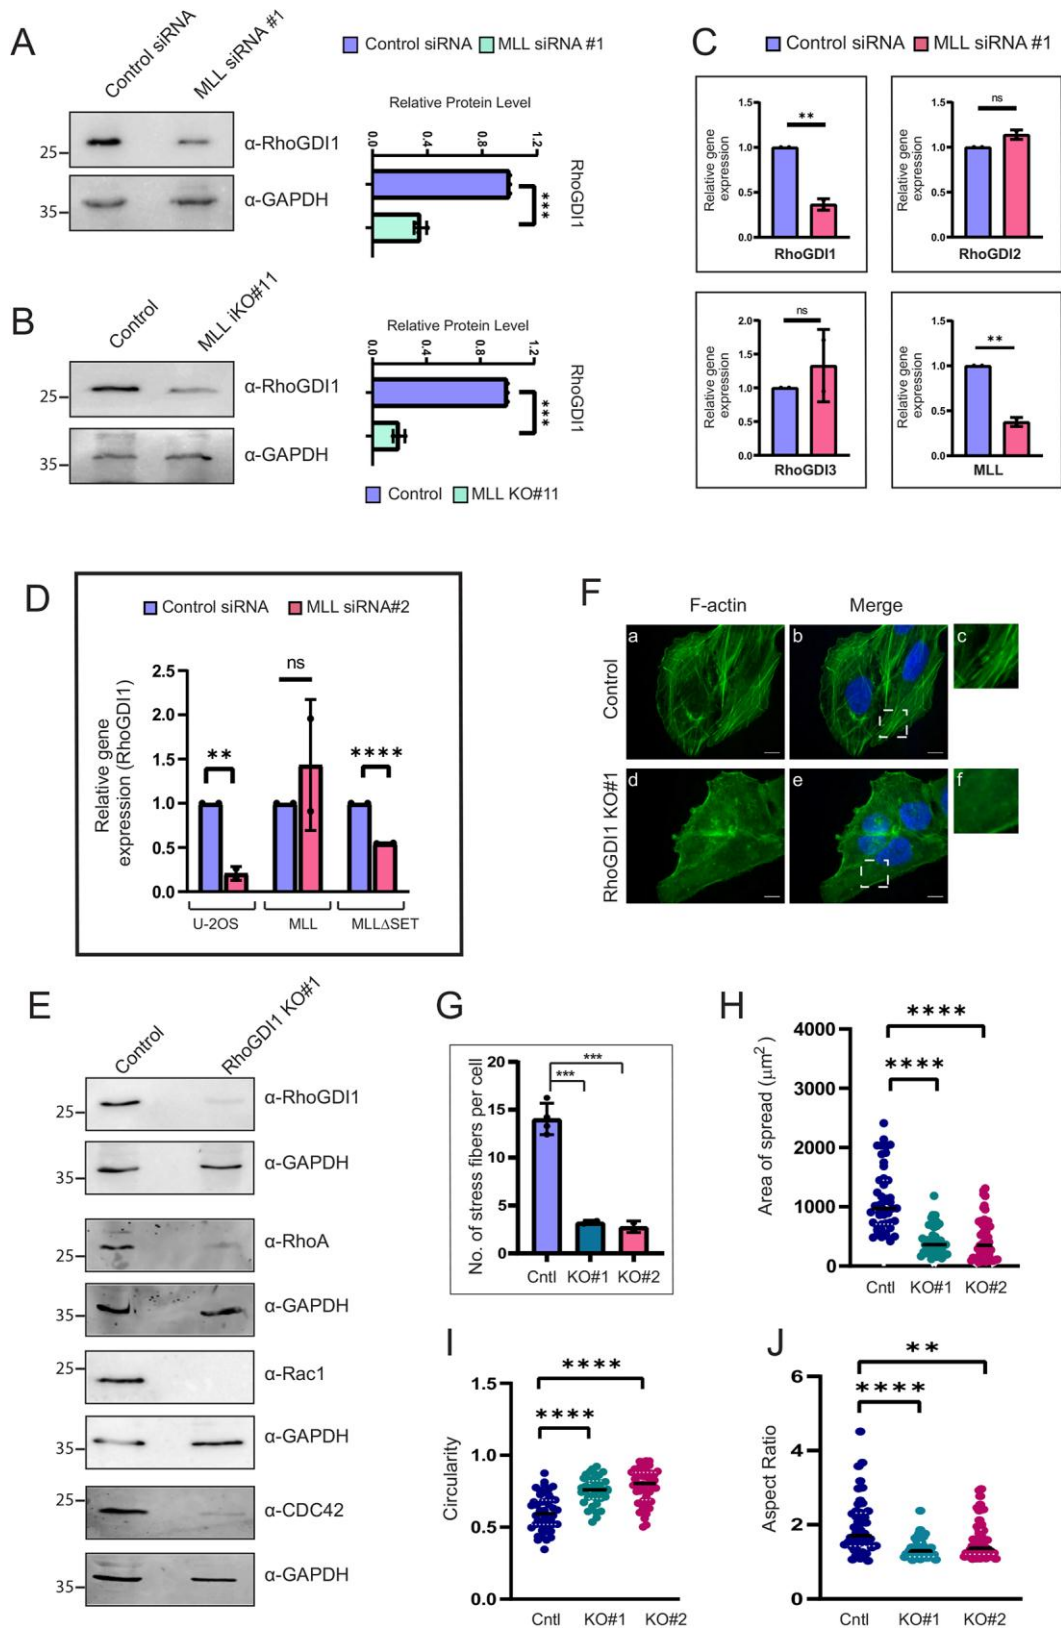 A
Control siRNA
MLL siRNA #1
25
α-RhoGDI1
35
α-GAPDH
Control siRNA MLL siRNA #1
Relative Protein Level
0.0 0.4 0.8 1.2
RhoGDI1
***
B
Control
MLL iKO#11
25
α-RhoGDI1
35
α-GAPDH
Relative Protein Level
0.0 0.4 0.8 1.2
RhoGDI1
***
Control MLL KO#11
C
Control siRNA MLL siRNA #1
Relative gene
expression
1.5
1.0
0.5
0.0
**
RhoGDI1
Relative gene
expression
1.5
1.0
0.5
0.0
ns
RhoGDI2
Relative gene
expression
2.0
1.5
1.0
0.5
0.0
ns
RhoGDI3
Relative gene
expression
1.5
1.0
0.5
0.0
**
MLL
D
Control siRNA MLL siRNA#2
Relative gene
expression (RhoGDI1)
2.5
2.0
1.5
1.0
0.5
0.0
** ns ****
U-2OS MLL MLLΔSET
E
Control
RhoGDI1 KO#1
25
α-RhoGDI1
35
α-GAPDH
25
α-RhoA
35
α-GAPDH
25
α-Rac1
35
α-GAPDH
25
α-CDC42
35
α-GAPDH
F
F-actin Merge
Control
a b c
RhoGDI1 KO#1
d e f
G
No. of stress fibers per cell
20
15
10
5
0
***
***
Cntl KO#1 KO#2
H
Area of spread (μm²)
4000
3000
2000
1000
0
****
****
Cntl KO#1 KO#2
I
Circularity
1.5
1.0
0.5
0.0
****
****
Cntl KO#1 KO#2
J
Aspect Ratio
6
4
2
0
**
****
Cntl KO#1 KO#2